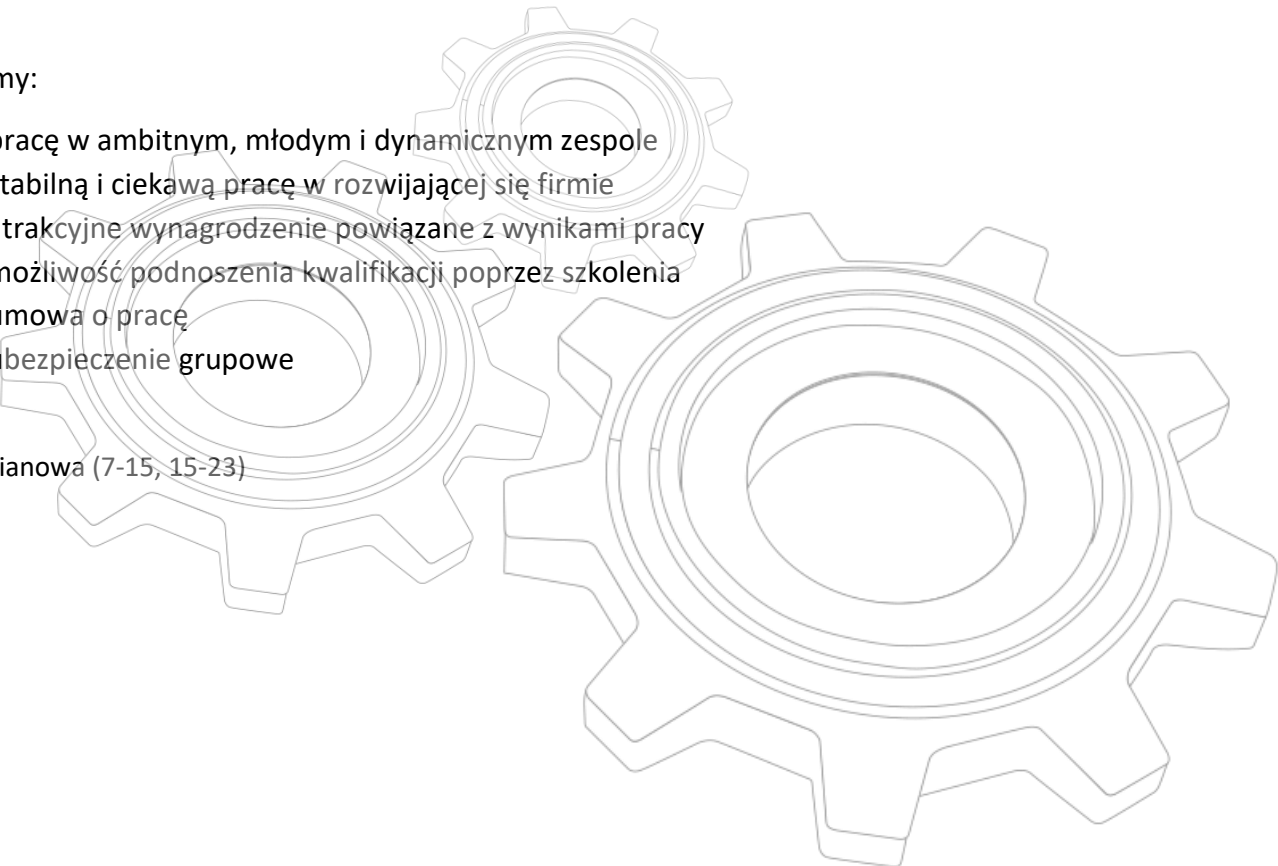 my:
pracę w ambitnym, młodym i dynamicznym zespole
tabilną i ciekawą pracę w rozwijającej się firmie
trakcyjne wynagrodzenie powiązane z wynikami pracy
możliwość podnoszenia kwalifikacji poprzez szkolenia
umowa o pracę
ubezpieczenie grupowe
ianowa (7-15, 15-23)